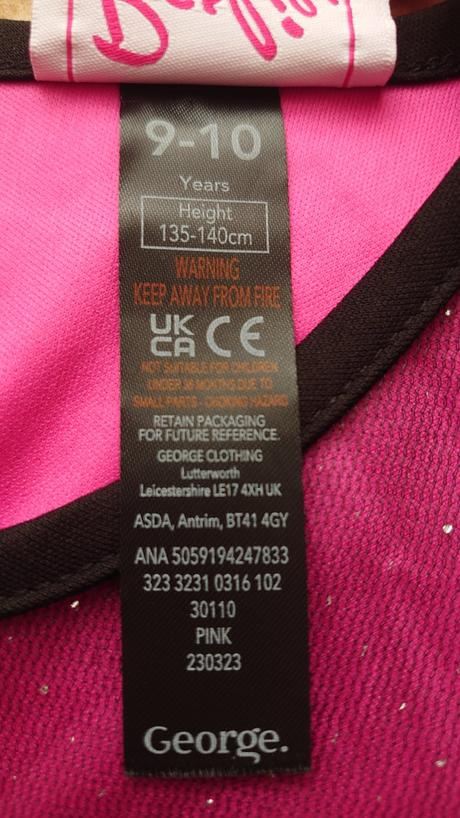 9-10
Years
Height
135-140cm
WARNING
KEEP AWAY FROM FIRE
UK
CA CE
NOT SUITABLE FOR CHILDREN
UNDER 36 MONTHS DUE TO
SMALL PARTS - CHOKING HAZARD
RETAIN PACKAGING
FOR FUTURE REFERENCE.
GEORGE CLOTHING
Lutterworth
Leicestershire LE17 4XH UK
ASDA, Antrim, BT41 4GY
ANA 5059194247833
323 3231 0316 102
30110
PINK
230323
George.